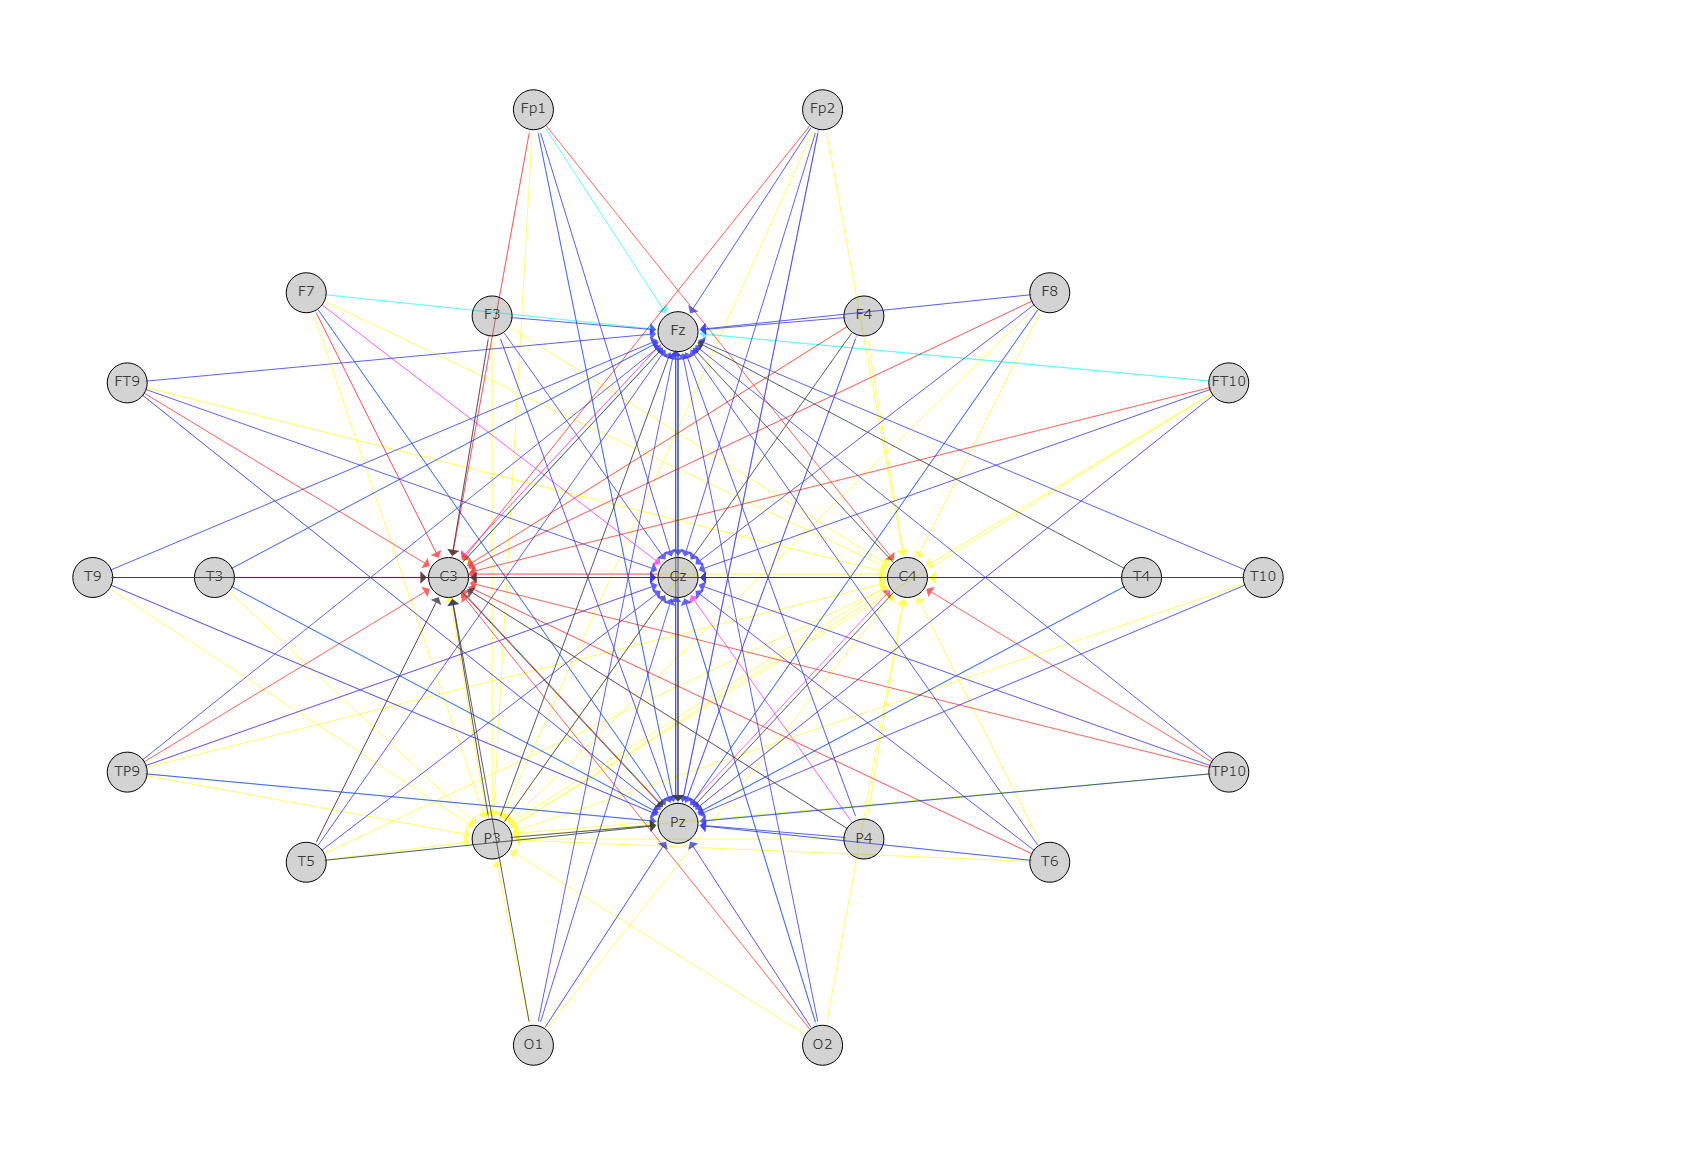 Fp1 Fp2
F7 F3 Fz F4 F8
FT9 FT10
T9 T3 C3 Cz C4 T4 T10
TP9 TP10
T5 P3 Pz P4 T6
O1 O2